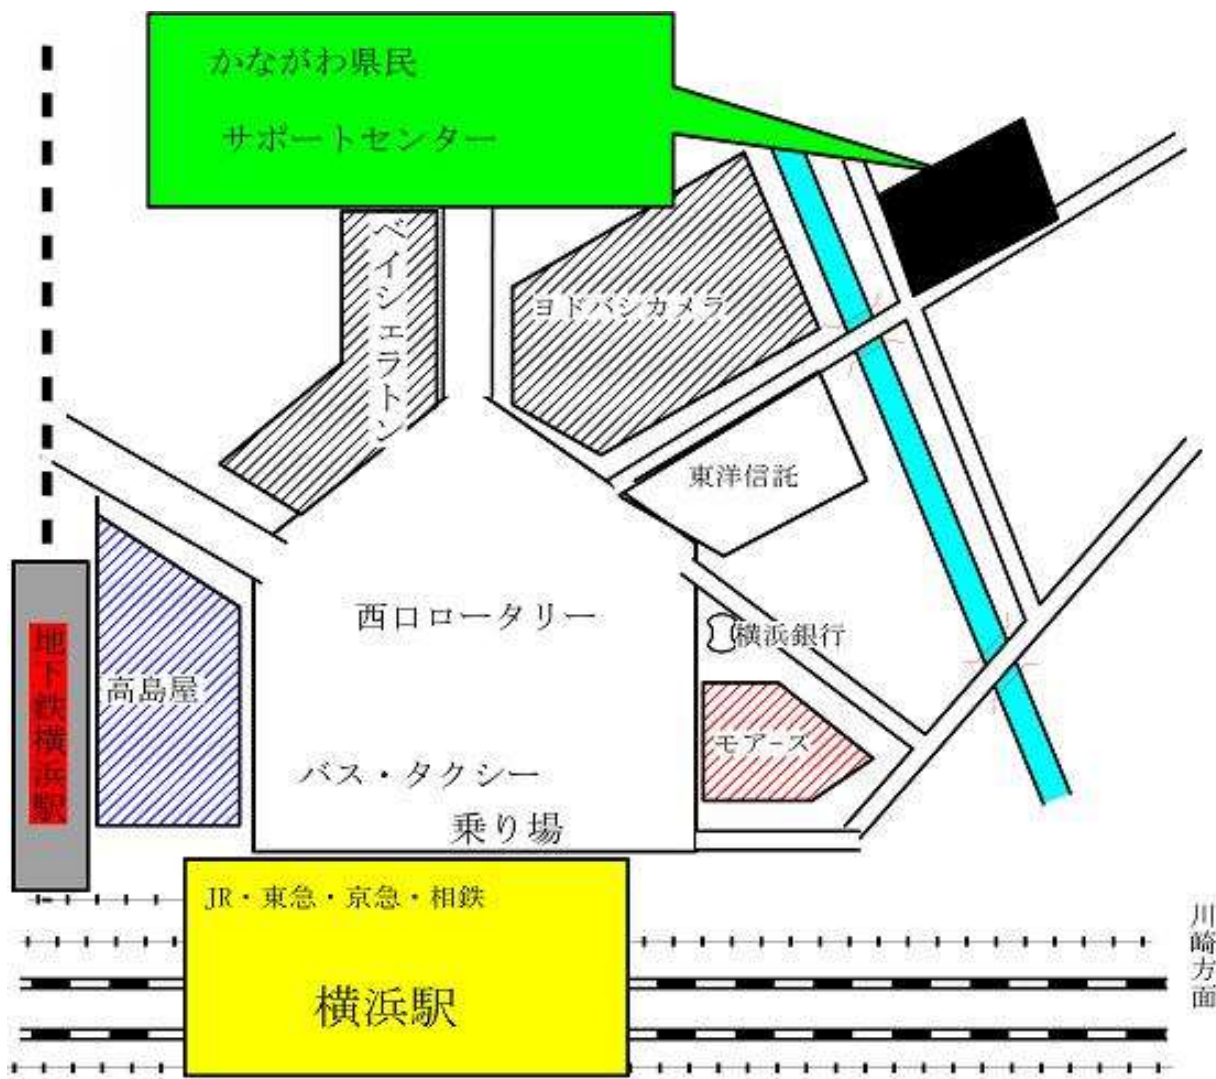 かながわ県民
サポートセンター
ベイシェラトン
ヨドバシカメラ
東洋信託
西口ロータリー
横浜銀行
地下鉄横浜駅
高島屋
モアーズ
バス・タクシー
乗り場
JR・東急・京急・相鉄
横浜駅
川崎方面